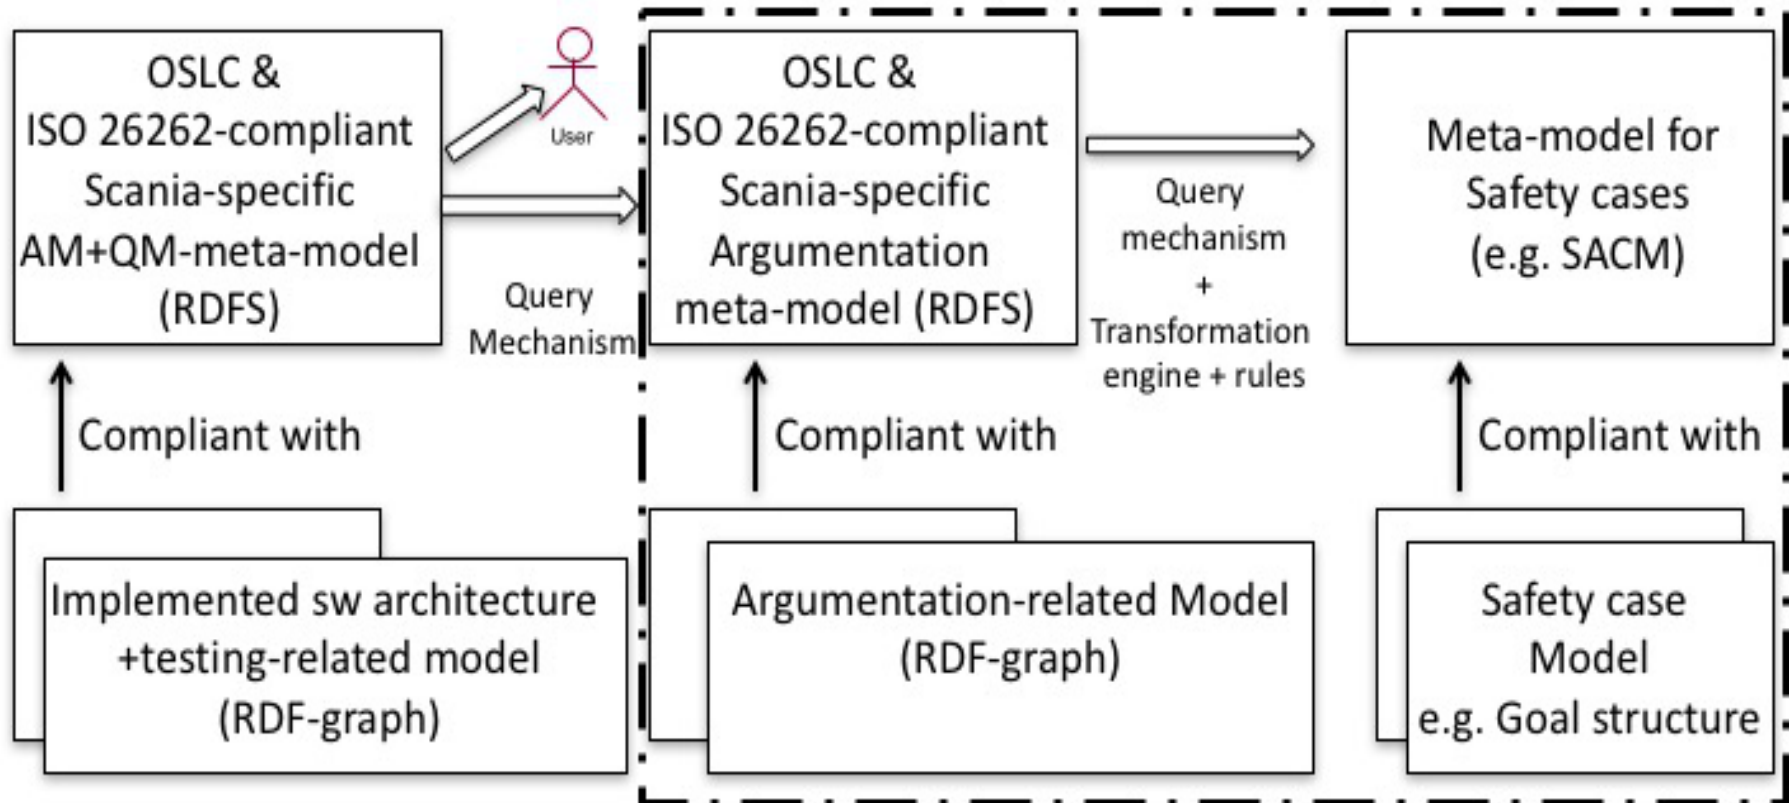 OSLC &
ISO 26262-compliant
Scania-specific
AM+QM-meta-model
(RDFS)
User
Query
Mechanism
OSLC &
ISO 26262-compliant
Scania-specific
Argumentation
meta-model (RDFS)
Query
mechanism
+
Transformation
engine + rules
Meta-model for
Safety cases
(e.g. SACM)
Compliant with
Compliant with
Compliant with
Implemented sw architecture
+testing-related model
(RDF-graph)
Argumentation-related Model
(RDF-graph)
Safety case
Model
e.g. Goal structure